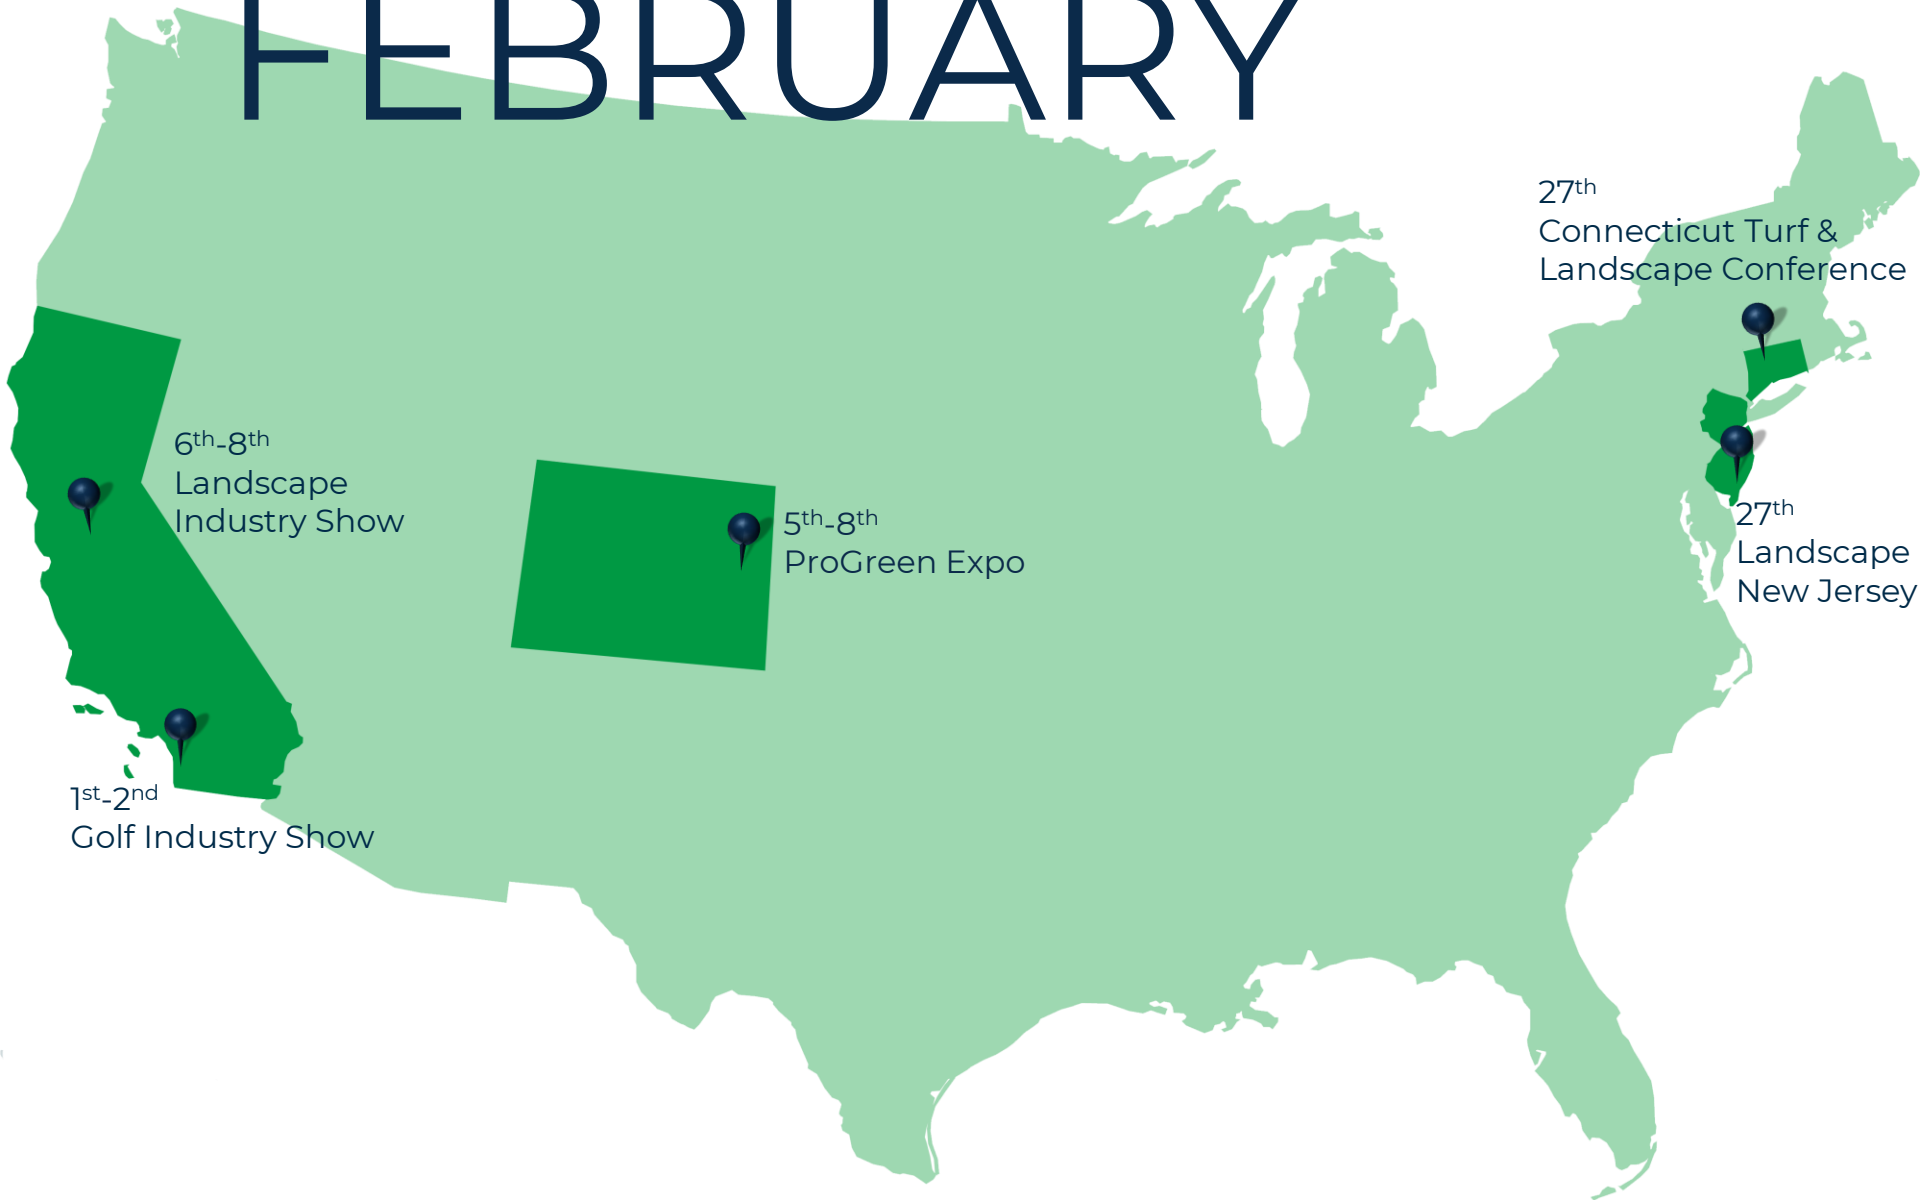 FEBRUARY
27th
Connecticut Turf &
Landscape Conference
6th-8th
Landscape
Industry Show
5th-8th
ProGreen Expo
27th
Landscape
New Jersey
1st-2nd
Golf Industry Show